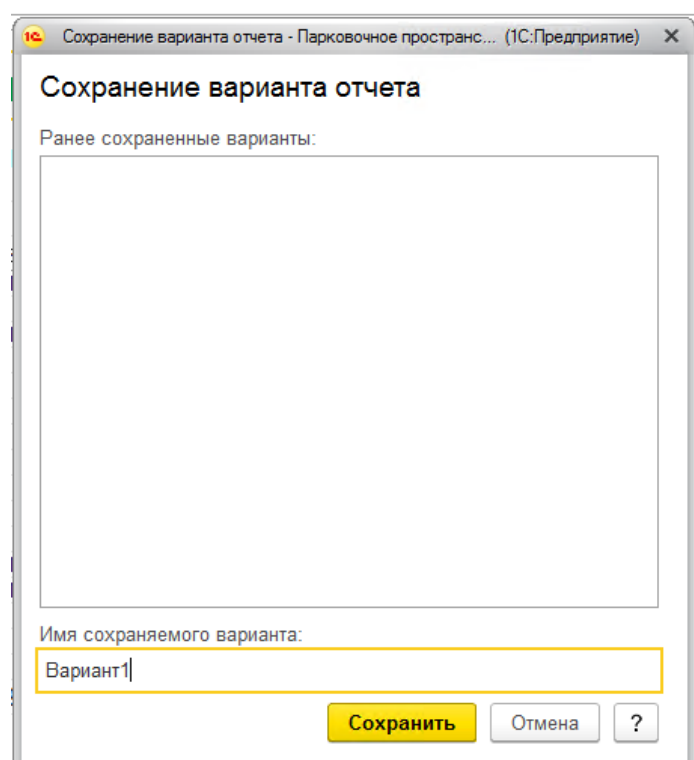 1С Сохранение варианта отчета - Парковочное пространс... (1С:Предприятие)
Сохранение варианта отчета
Ранее сохраненные варианты:
Имя сохраняемого варианта:
Вариант1
Сохранить Отмена ?